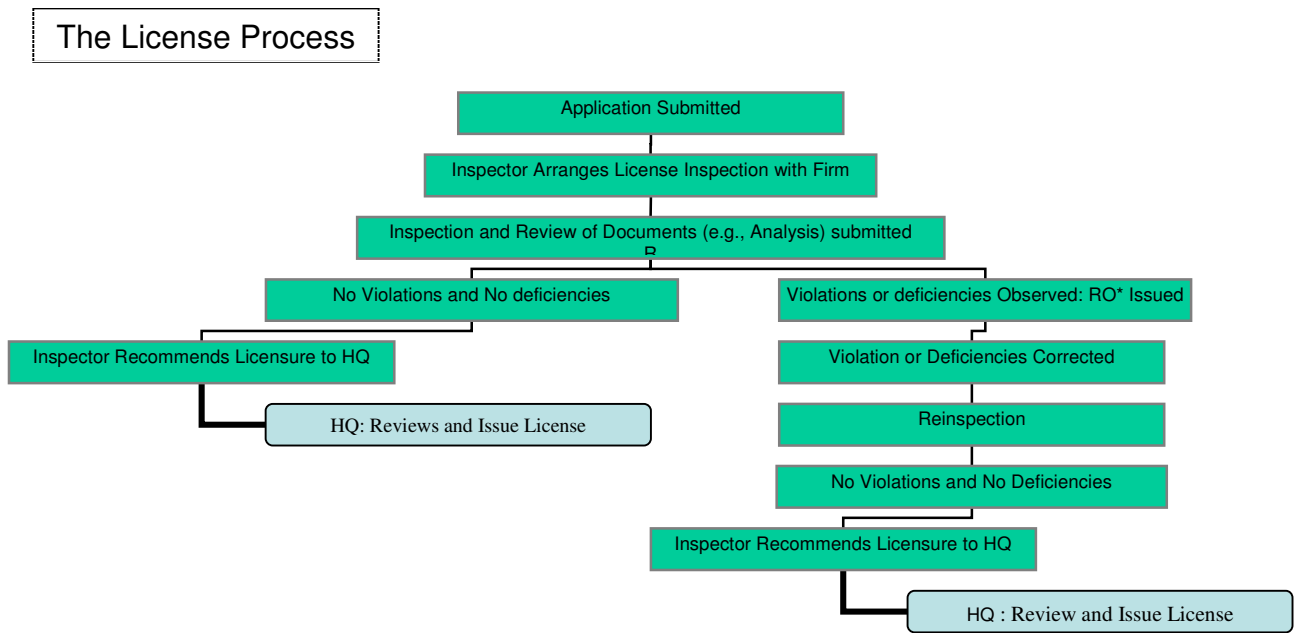 The License Process
Application Submitted
Inspector Arranges License Inspection with Firm
Inspection and Review of Documents (e.g., Analysis) submitted
No Violations and No deficiencies
Violations or deficiencies Observed: RO* Issued
Inspector Recommends Licensure to HQ
Violation or Deficiencies Corrected
HQ: Reviews and Issue License
Reinspection
No Violations and No Deficiencies
Inspector Recommends Licensure to HQ
HQ : Review and Issue License